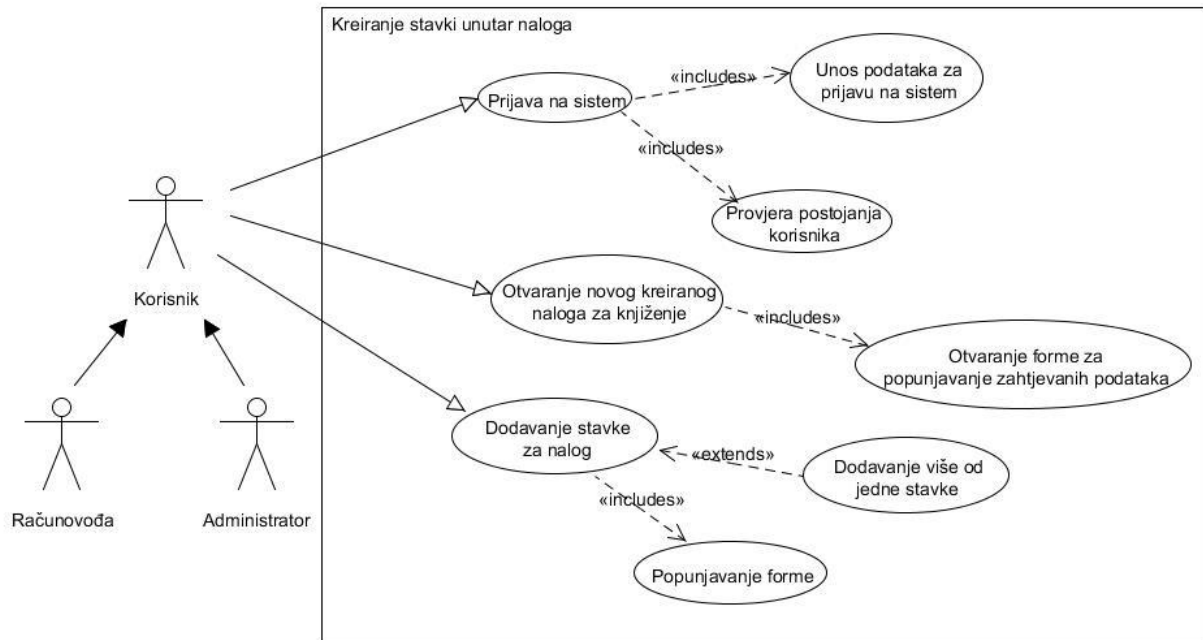 Kreiranje stavki unutar naloga
Prijava na sistem
«includes»
Unos podataka za
prijavu na sistem
«includes»
Provjera postojanja
korisnika
Korisnik
Otvaranje novog kreiranog
naloga za knjiženje
«includes»
Otvaranje forme za
popunjavanje zahtjevanih podataka
Dodavanje stavke
za nalog
«extends»
Dodavanje više od
jedne stavke
«includes»
Popunjavanje forme
Računovođa
Administrator